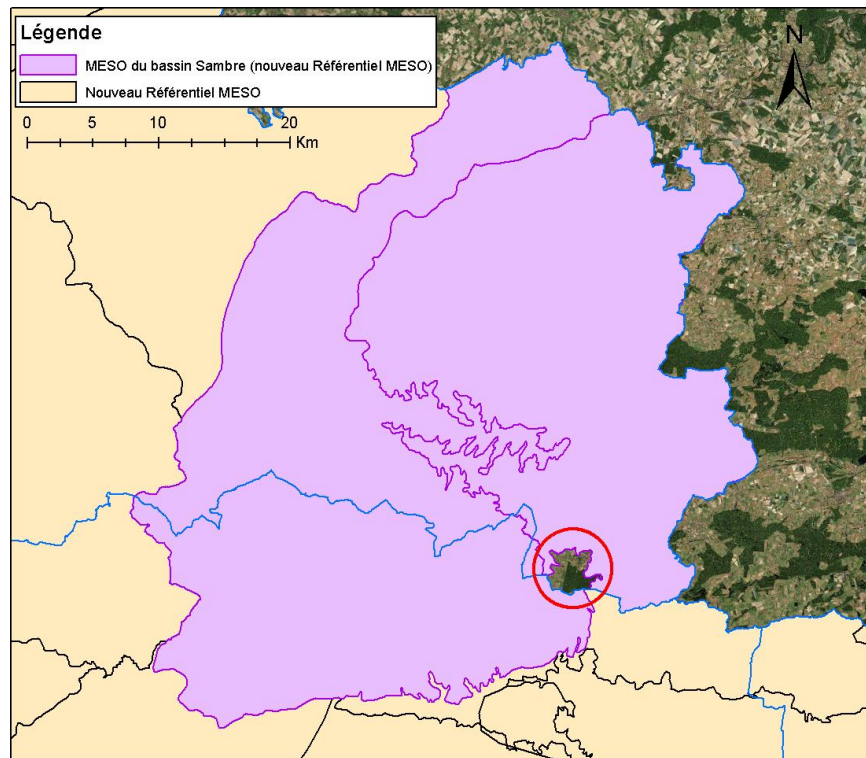 Légende
MESO du bassin Sambre (nouveau Référentiel MESO)
Nouveau Référentiel MESO
0 5 10 20
Km
N